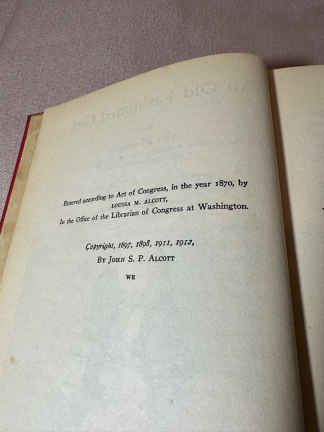 Entered according to Act of Congress, in the year 1870, by
LOUISA M. ALCOTT,
In the Office of the Librarian of Congress at Washington.
Copyright, 1897, 1898, 1911, 1912,
BY JOHN S. P. ALCOTT
WE